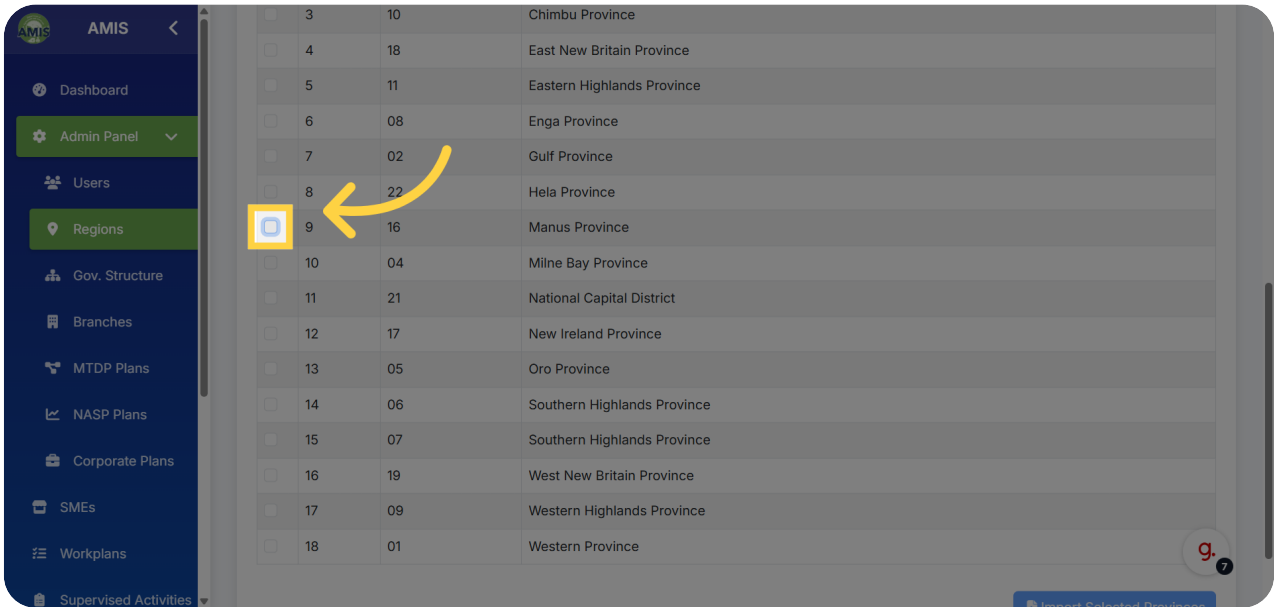 AMIS
AMIS
Dashboard
Admin Panel
Users
Regions
Gov. Structure
Branches
MTDP Plans
NASP Plans
Corporate Plans
SMEs
Workplans
Supervised Activities
3 10 Chimbu Province
4 18 East New Britain Province
5 11 Eastern Highlands Province
6 08 Enga Province
7 02 Gulf Province
8 22 Hela Province
9 16 Manus Province
10 04 Milne Bay Province
11 21 National Capital District
12 17 New Ireland Province
13 05 Oro Province
14 06 Southern Highlands Province
15 07 Southern Highlands Province
16 19 West New Britain Province
17 09 Western Highlands Province
18 01 Western Province
g.
7
Import Selected Provinces